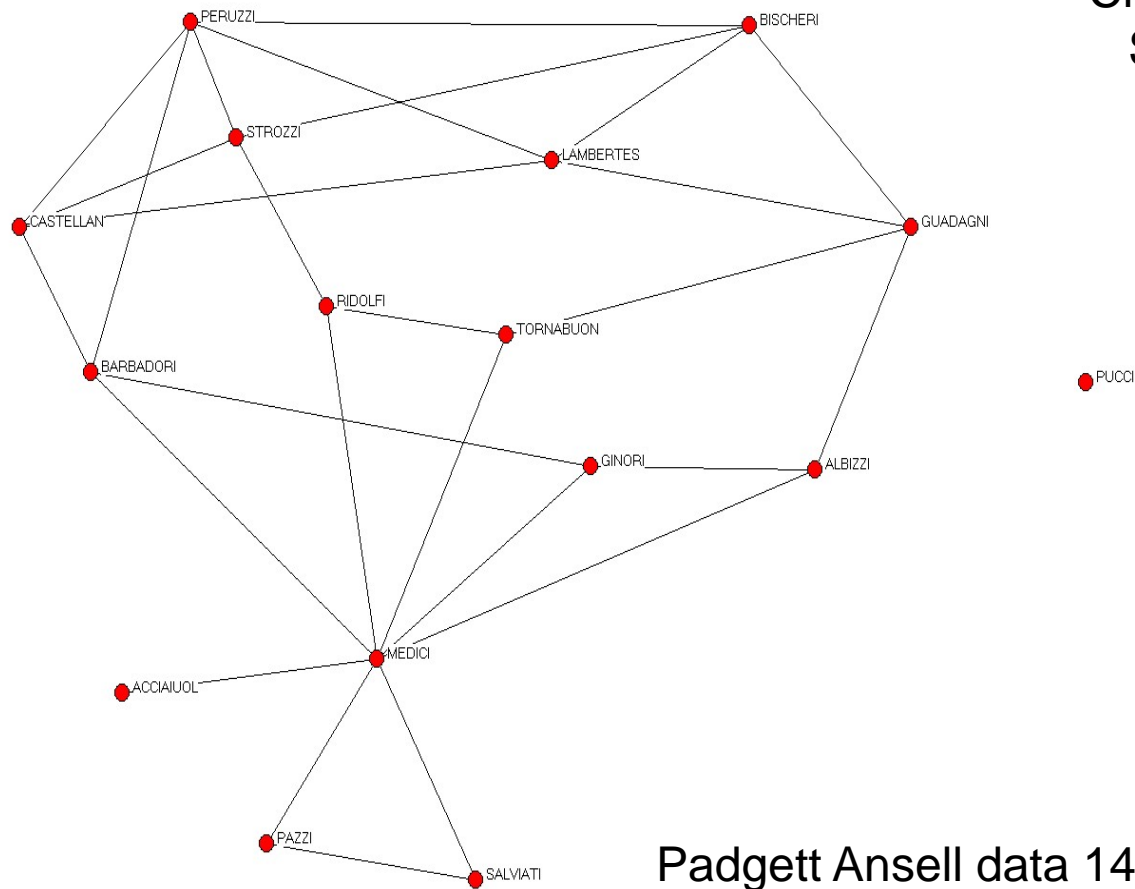 PERUZZI
BISCHERI
STROZZI
LAMBERTES
CASTELLAN
GUADAGNI
RIDOLFI
TORNABUON
BARBADORI
PUCCI
GINORI
ALBIZZI
MEDICI
ACCIAIUOL
PAZZI
SALVIATI
Padgett Ansell data 14